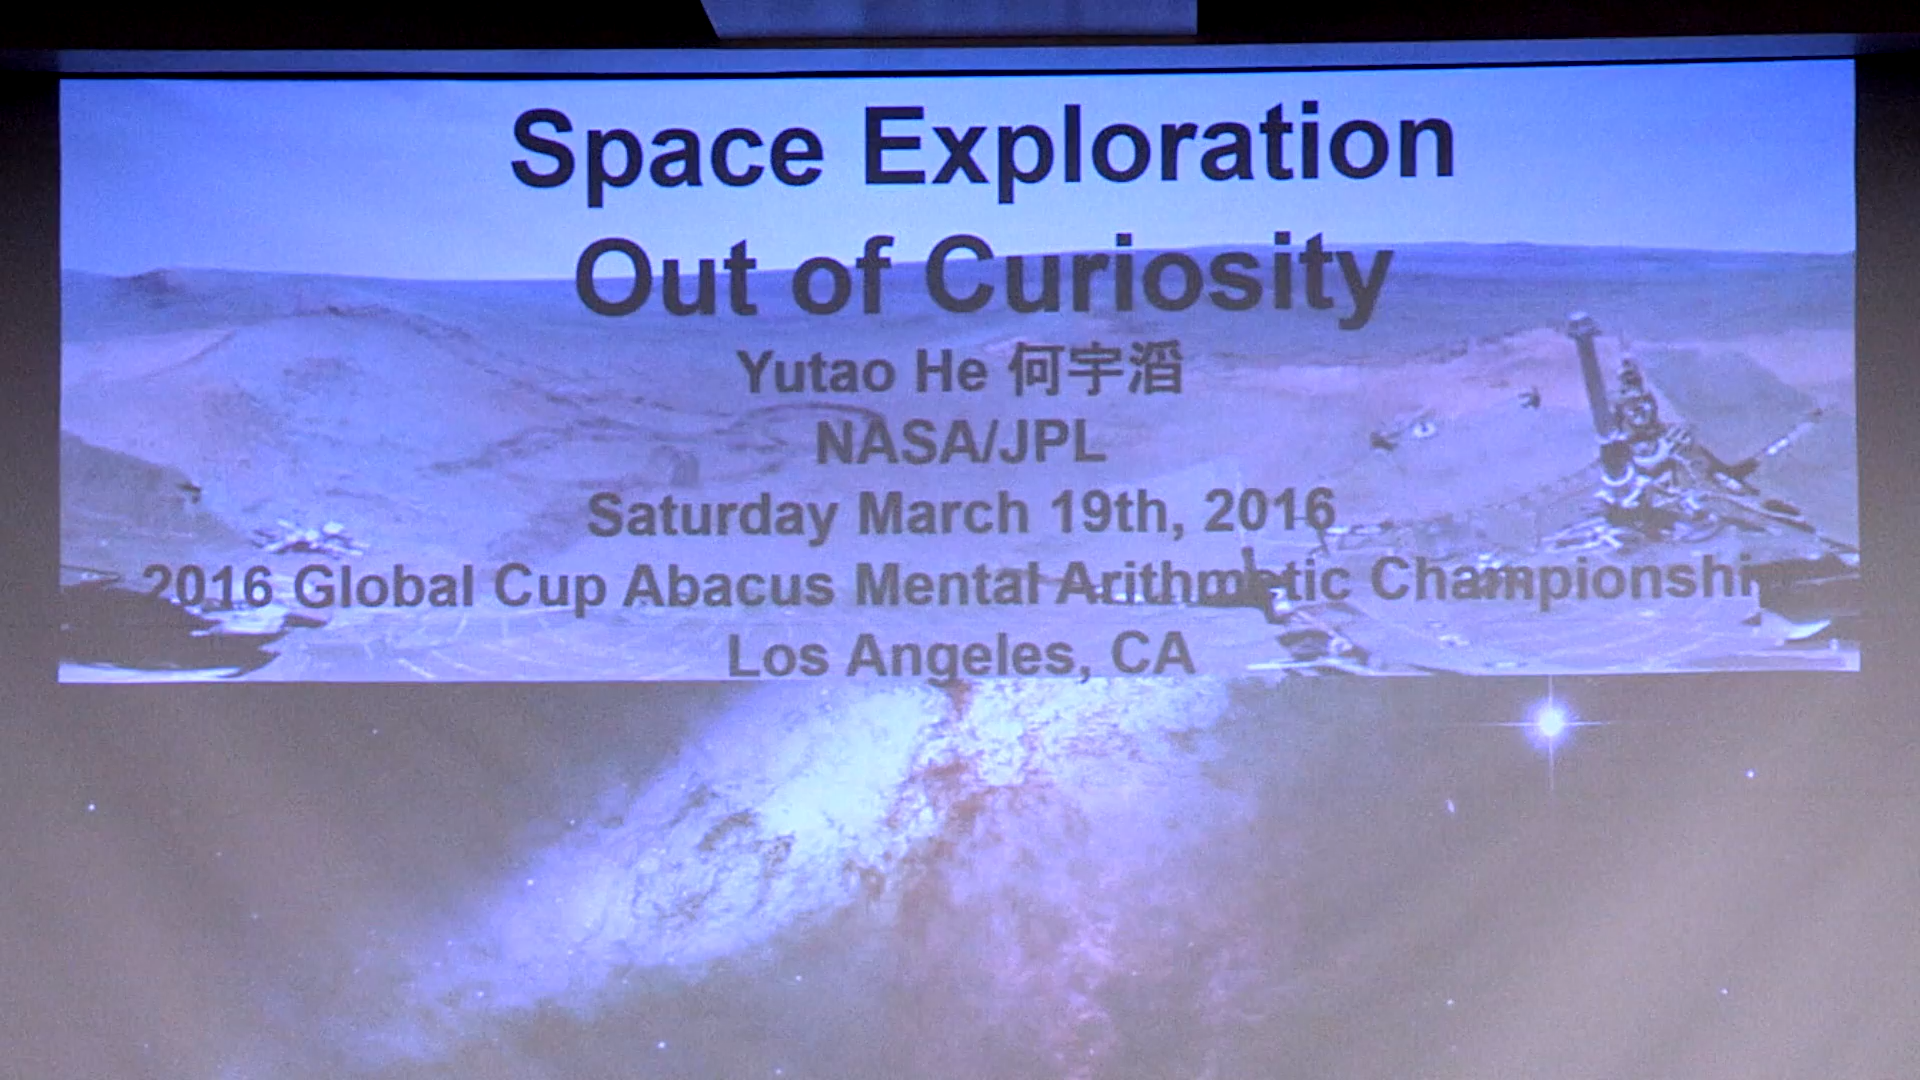 Space Exploration
Out of Curiosity
Yutao He 何宇滔
NASA/JPL
Saturday March 19th, 2016
2016 Global Cup Abacus Mental Arithmetic Championship
Los Angeles, CA